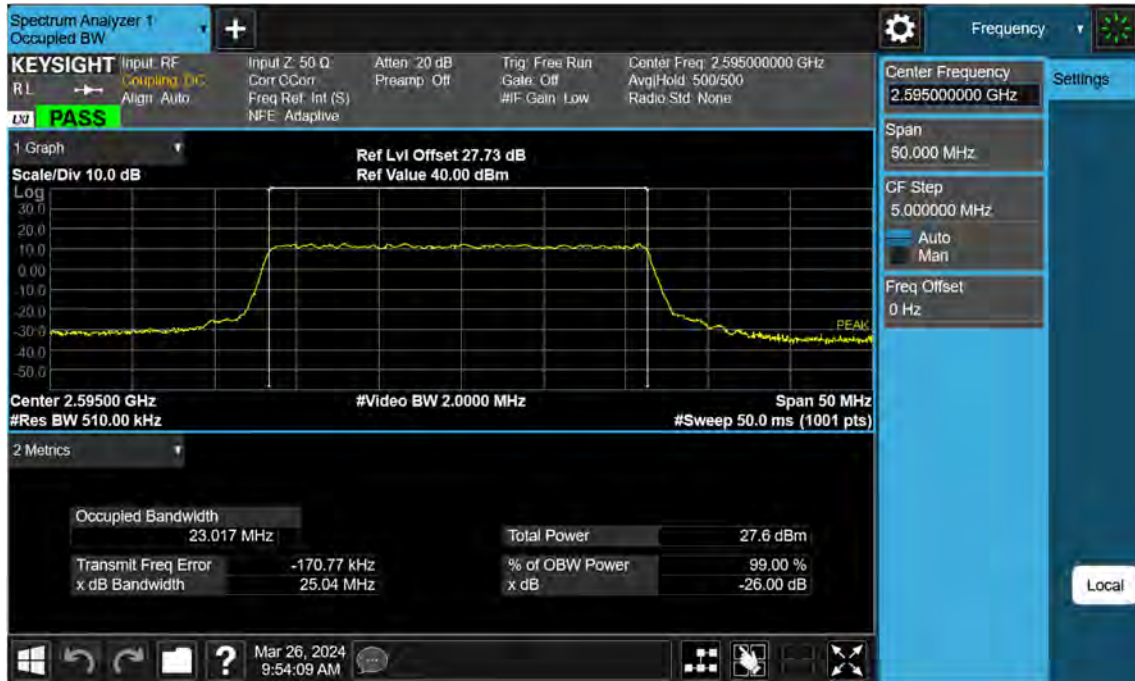 Spectrum Analyzer 1
Occupied BW
+
Frequency
KEYSIGHT
RL
LXI
PASS
Input: RF
Coupling: DC
Align: Auto
Input Z: 50 Ω
Corr CCorr
Freq Ref: Int (S)
NFE: Adaptive
Atten: 20 dB
Preamp: Off
Trig: Free Run
Gate: Off
#IF Gain: Low
Center Freq: 2.595000000 GHz
Avg|Hold: 500/500
Radio Std: None
Center Frequency
2.595000000 GHz
Settings
Span
50.000 MHz
CF Step
5.000000 MHz
Auto
Man
Freq Offset
0 Hz
1 Graph
Scale/Div 10.0 dB
Ref Lvl Offset 27.73 dB
Ref Value 40.00 dBm
Log
30.0
20.0
10.0
0.00
-10.0
-20.0
-30.0
-40.0
-50.0
PEAK
Center 2.59500 GHz
#Video BW 2.0000 MHz
Span 50 MHz
#Res BW 510.00 kHz
#Sweep 50.0 ms (1001 pts)
2 Metrics
Occupied Bandwidth
23.017 MHz
Total Power 27.6 dBm
Transmit Freq Error -170.77 kHz
% of OBW Power 99.00 %
x dB Bandwidth 25.04 MHz
x dB -26.00 dB
Local
?
Mar 26, 2024
9:54:09 AM